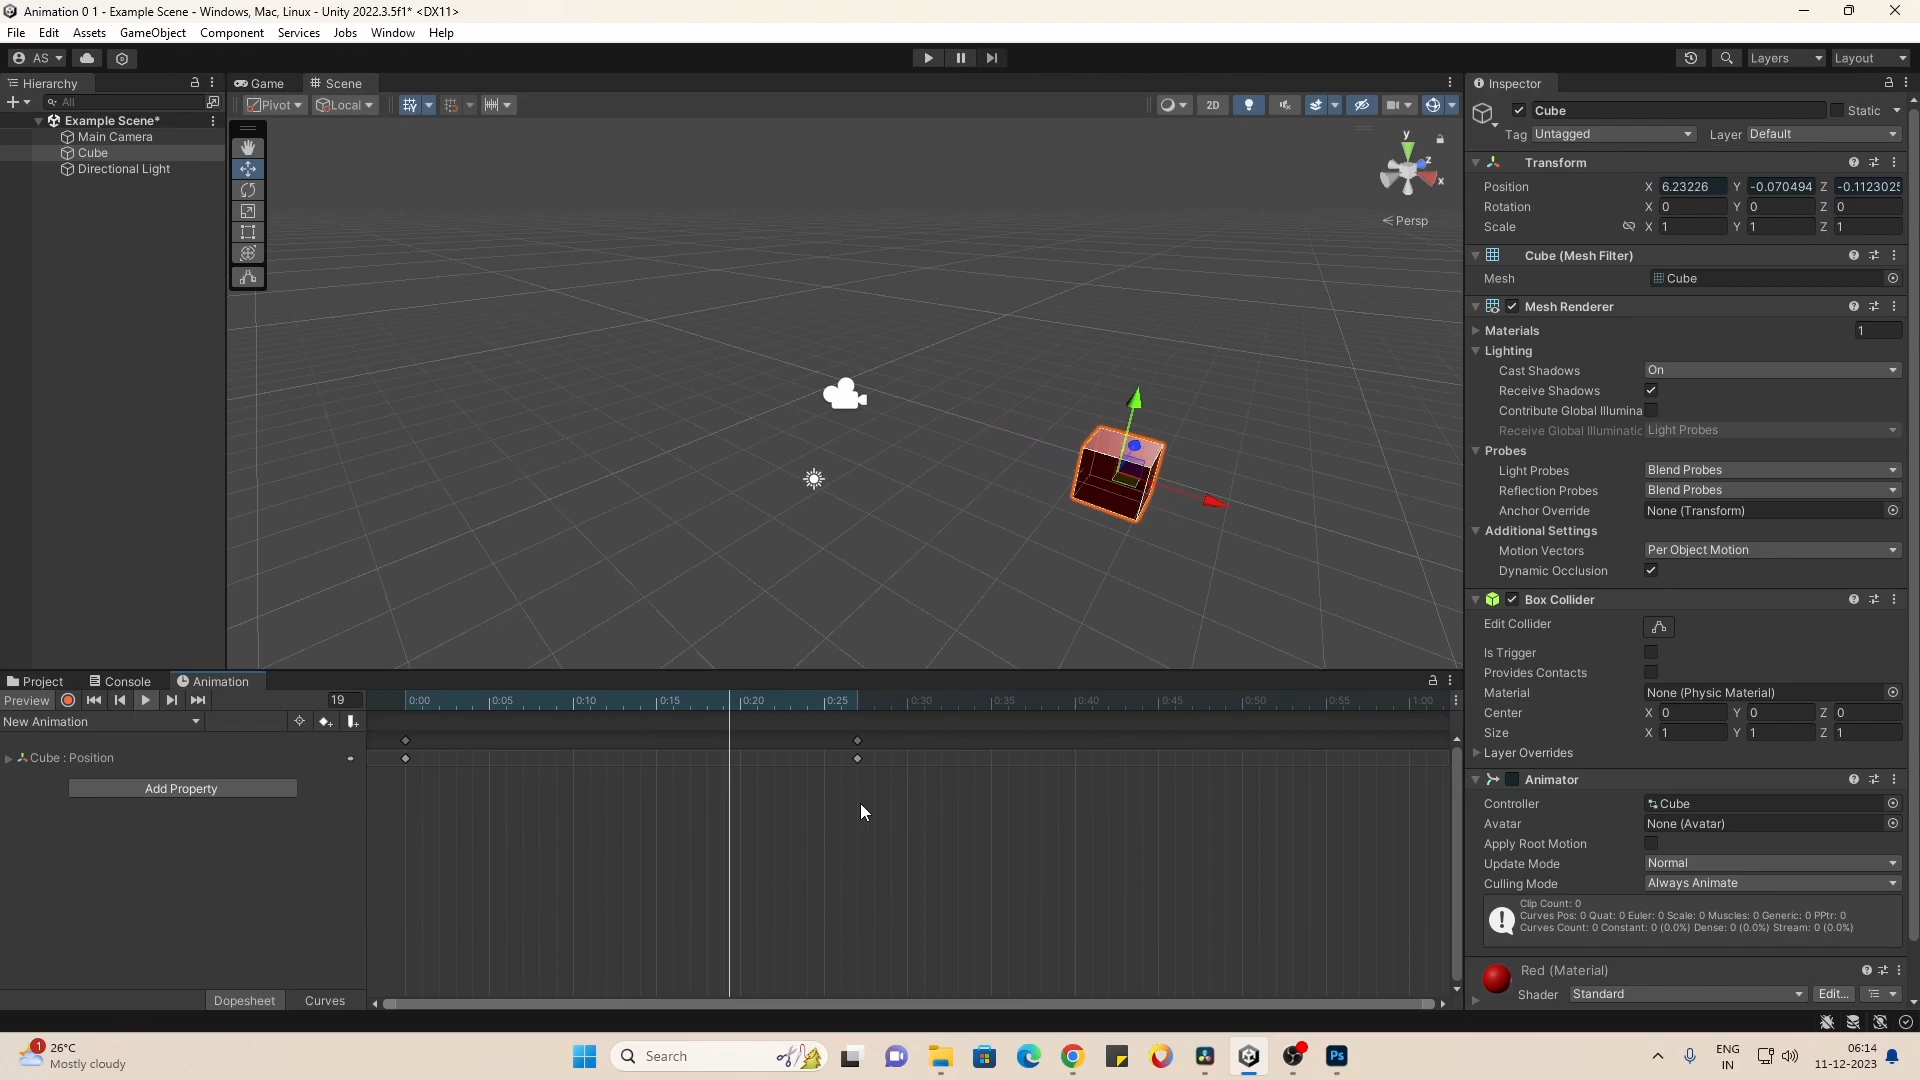 Animation 0 1 - Example Scene - Windows, Mac, Linux - Unity 2022.3.5f1* <DX11>
File Edit Assets GameObject Component Services Jobs Window Help
AS
Layers
Layout
Hierarchy
Game
Scene
Inspector
All
Pivot
Local
2D
Example Scene*
Main Camera
Cube
Directional Light
y
z
x
Persp
Cube
Static
Tag Untagged Layer Default
Transform
Position X 6.23226 Y -0.070494 Z -0.1123025
Rotation X 0 Y 0 Z 0
Scale X 1 Y 1 Z 1
Cube (Mesh Filter)
Mesh Cube
Mesh Renderer
Materials 1
Lighting
Cast Shadows On
Receive Shadows
Contribute Global Illumina
Receive Global Illuminatic Light Probes
Probes
Light Probes Blend Probes
Reflection Probes Blend Probes
Anchor Override None (Transform)
Additional Settings
Motion Vectors Per Object Motion
Dynamic Occlusion
Box Collider
Edit Collider
Is Trigger
Provides Contacts
Material None (Physic Material)
Center X 0 Y 0 Z 0
Size X 1 Y 1 Z 1
Layer Overrides
Animator
Controller Cube
Avatar None (Avatar)
Apply Root Motion
Update Mode Normal
Culling Mode Always Animate
Clip Count: 0
Curves Pos: 0 Quat: 0 Euler: 0 Scale: 0 Muscles: 0 Generic: 0 PPtr: 0
Curves Count: 0 Constant: 0 (0.0%) Dense: 0 (0.0%) Stream: 0 (0.0%)
Red (Material)
Shader Standard Edit...
Project Console Animation
Preview 19 0:00 0:05 0:10 0:15 0:20 0:25 0:30 0:35 0:40 0:45 0:50 0:55 1:00
New Animation
Cube : Position
Add Property
Dopesheet Curves
1
26°C
Mostly cloudy
Search
Ps
ENG
IN
06:14
11-12-2023